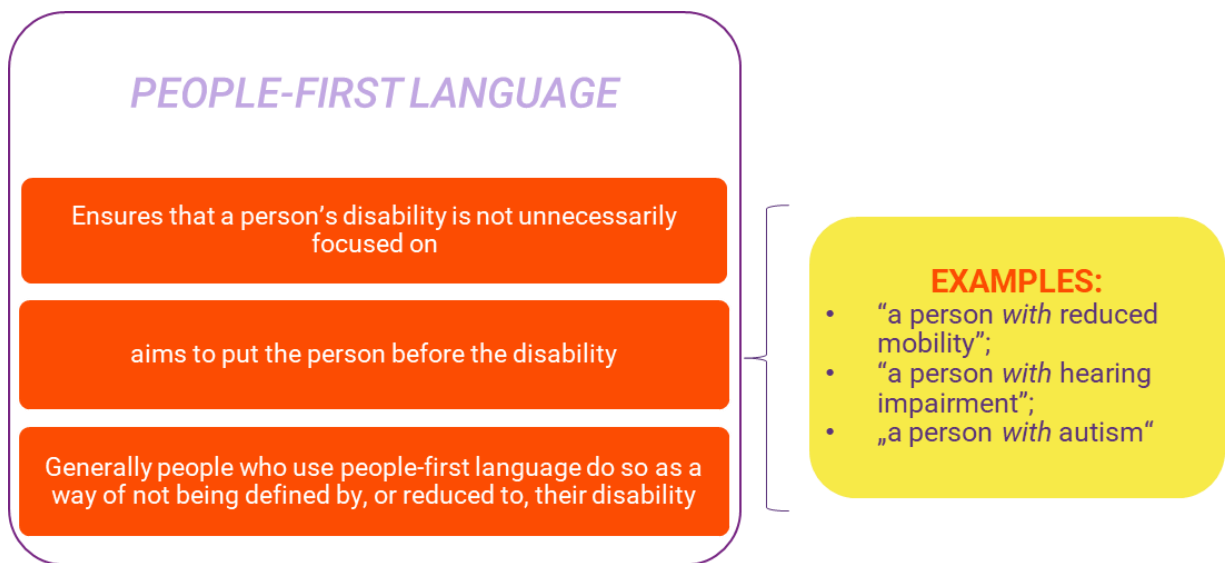 PEOPLE-FIRST LANGUAGE
Ensures that a person’s disability is not unnecessarily
focused on
aims to put the person before the disability
Generally people who use people-first language do so as a
way of not being defined by, or reduced to, their disability
EXAMPLES:
• “a person with reduced
mobility”;
• “a person with hearing
impairment”;
• „a person with autism“